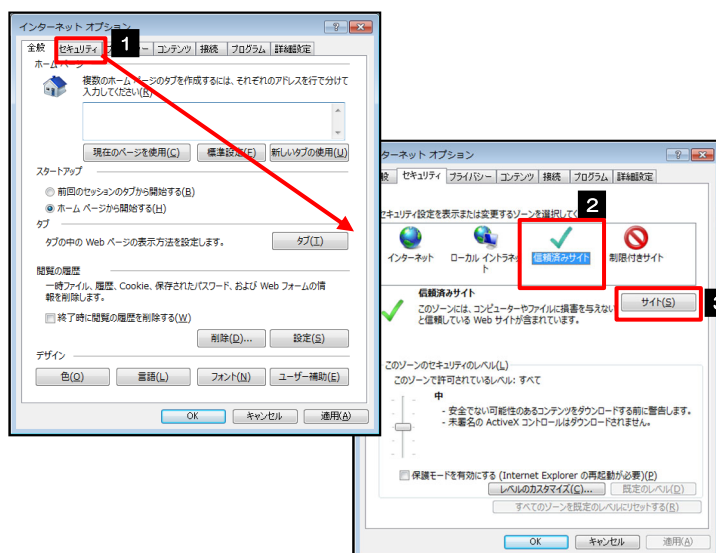 インターネット オプション
全般 セキュリティ プライバシー コンテンツ 接続 プログラム 詳細設定
1
ホーム ページ
複数のホーム ページのタブを作成するには、それぞれのアドレスを行で分けて
入力してください(R)
現在のページを使用(C) 標準設定(F) 新しいタブの使用(U)
スタートアップ
前回のセッションのタブから開始する(B)
ホーム ページから開始する(H)
タブ
タブの中の Web ページの表示方法を設定します。 タブ(T)
閲覧の履歴
一時ファイル、履歴、Cookie、保存されたパスワード、および Web フォームの情
報を削除します。
終了時に閲覧の履歴を削除する(W)
削除(D)... 設定(S)
デザイン
色(O) 言語(L) フォント(N) ユーザー補助(E)
OK キャンセル 適用(A)
ターネット オプション
般 セキュリティ プライバシー コンテンツ 接続 プログラム 詳細設定
2
セキュリティ設定を表示または変更するゾーンを選択して
インターネット ローカル イントラネッ
ト 信頼済みサイト 制限付きサイト
信頼済みサイト
このゾーンには、コンピューターやファイルに損害を与えない
と信頼している Web サイトが含まれています。
サイト(S)
3
このゾーンのセキュリティのレベル(L)
このゾーンで許可されているレベル: すべて
中
- 安全でない可能性のあるコンテンツをダウンロードする前に警告します。
- 未署名の ActiveX コントロールはダウンロードされません。
保護モードを有効にする (Internet Explorer の再起動が必要)(P)
レベルのカスタマイズ(C)... 既定のレベル(D)
すべてのゾーンを既定のレベルにリセットする(R)
OK キャンセル 適用(A)